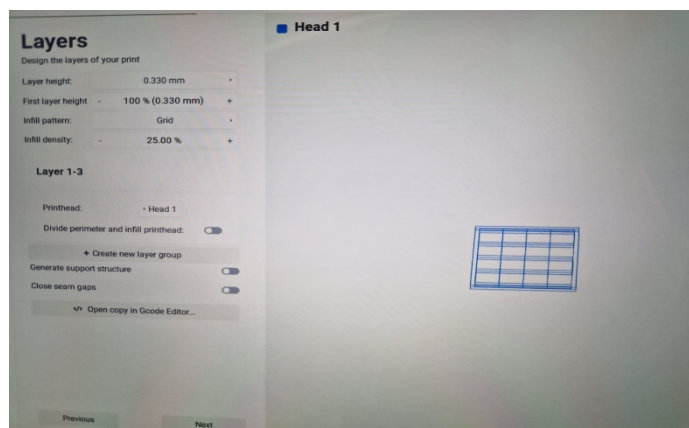 Layers
Design the layers of your print
Layer height: 0.330 mm
First layer height - 100 % (0.330 mm) +
Infill pattern: Grid
Infill density: - 25.00 % +
Layer 1-3
Printhead: Head 1
Divide perimeter and infill printhead:
+ Create new layer group
Generate support structure
Close seam gaps
</> Open copy in Gcode Editor...
Previous Next
Head 1